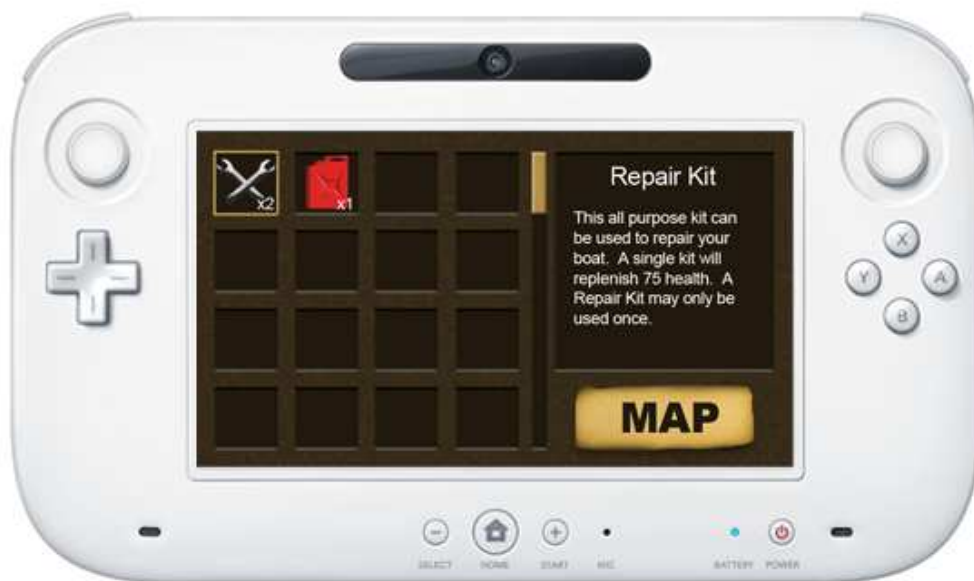 x2
x1
Repair Kit
This all purpose kit can
be used to repair your
boat. A single kit will
replenish 75 health. A
Repair Kit may only be
used once.
MAP
X
Y
A
B
SELECT
HOME
START
MIC
BATTERY
POWER